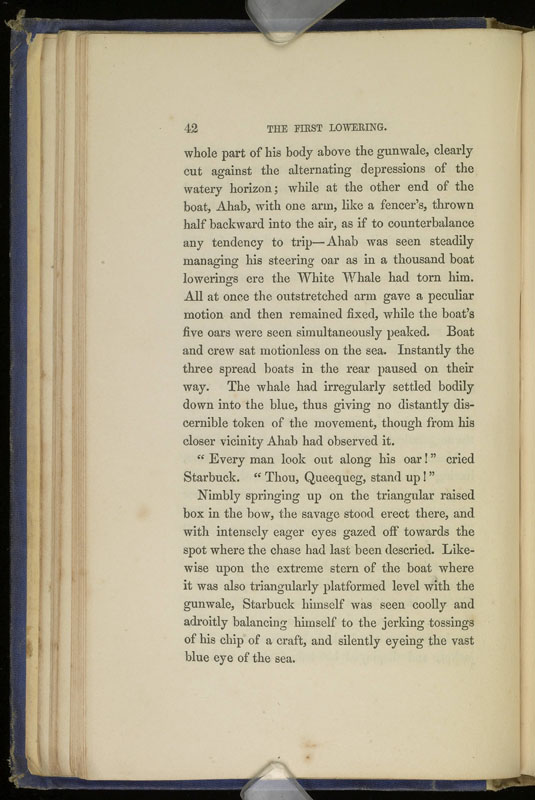 42 THE FIRST LOWERING.
whole part of his body above the gunwale, clearly
cut against the alternating depressions of the
watery horizon; while at the other end of the
boat, Ahab, with one arm, like a fencer's, thrown
half backward into the air, as if to counterbalance
any tendency to trip—Ahab was seen steadily
managing his steering oar as in a thousand boat
lowerings ere the White Whale had torn him.
All at once the outstretched arm gave a peculiar
motion and then remained fixed, while the boat's
five oars were seen simultaneously peaked. Boat
and crew sat motionless on the sea. Instantly the
three spread boats in the rear paused on their
way. The whale had irregularly settled bodily
down into the blue, thus giving no distantly dis-
cernible token of the movement, though from his
closer vicinity Ahab had observed it.
“ Every man look out along his oar!” cried
Starbuck. “ Thou, Queequeg, stand up!”
Nimbly springing up on the triangular raised
box in the bow, the savage stood erect there, and
with intensely eager eyes gazed off towards the
spot where the chase had last been descried. Like-
wise upon the extreme stern of the boat where
it was also triangularly platformed level with the
gunwale, Starbuck himself was seen coolly and
adroitly balancing himself to the jerking tossings
of his chip of a craft, and silently eyeing the vast
blue eye of the sea.